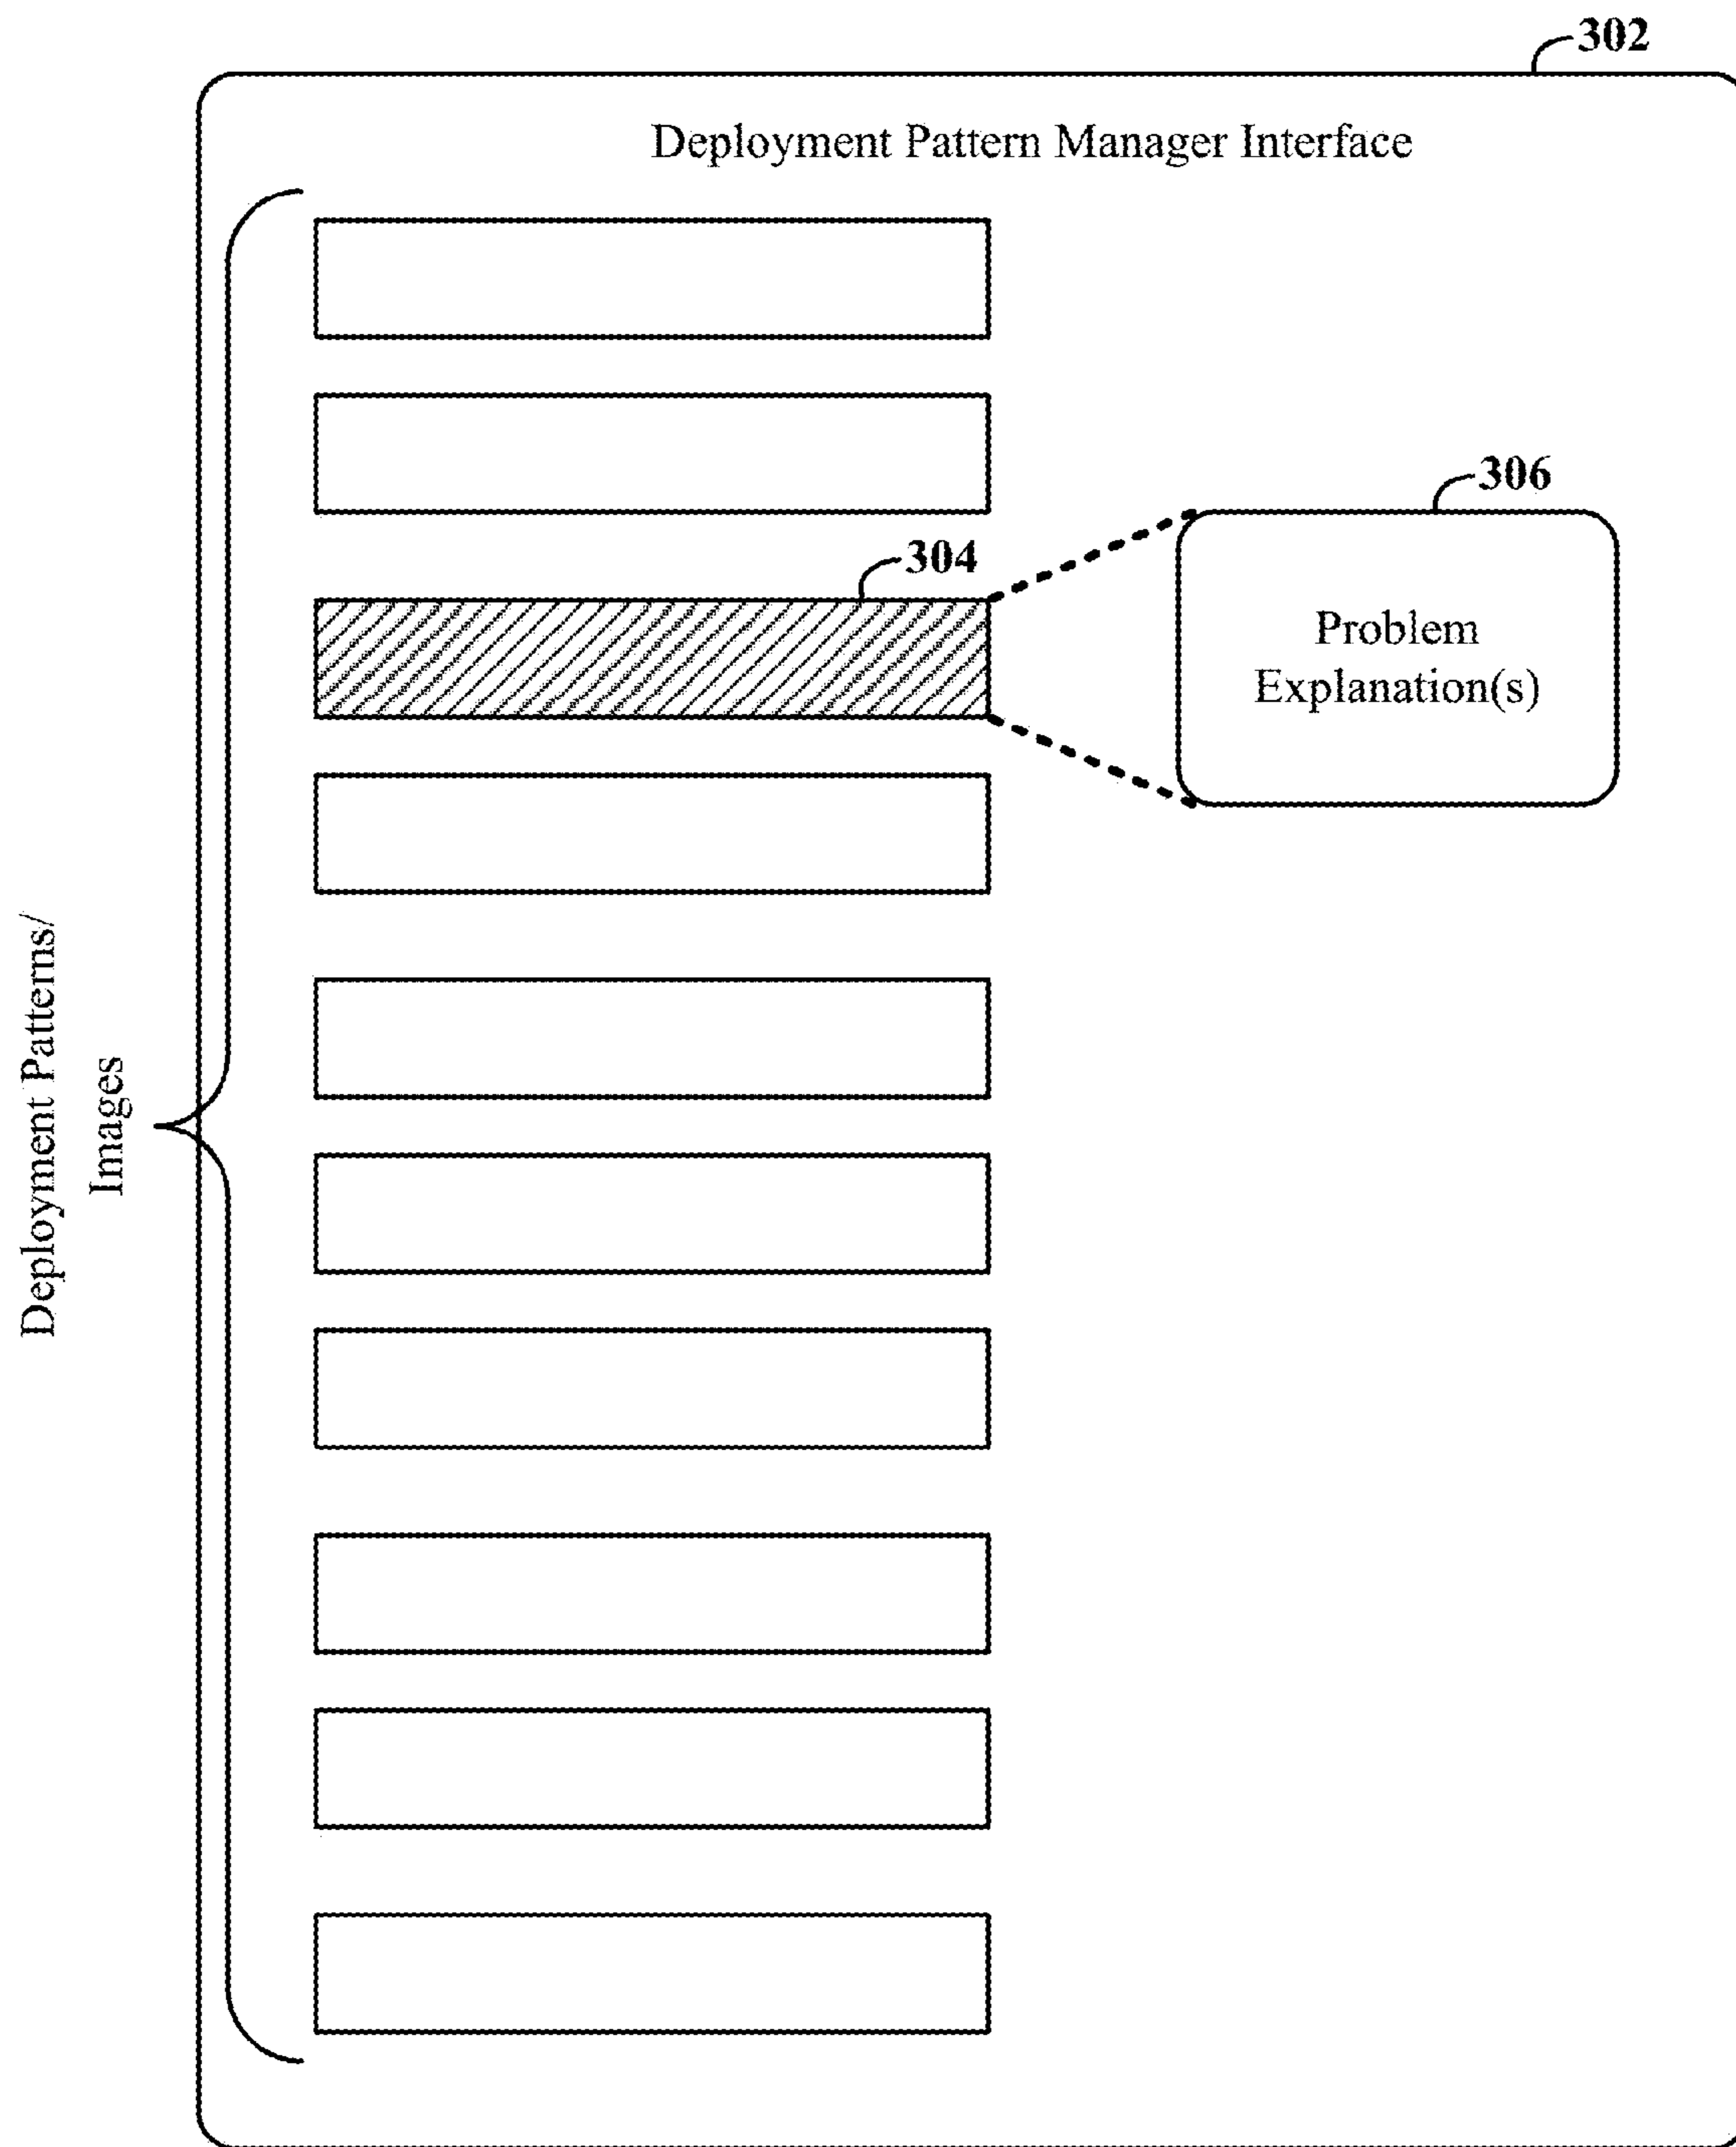 302
Deployment Pattern Manager Interface
306
304
Problem
Explanation(s)
Deployment Patterns/
Images